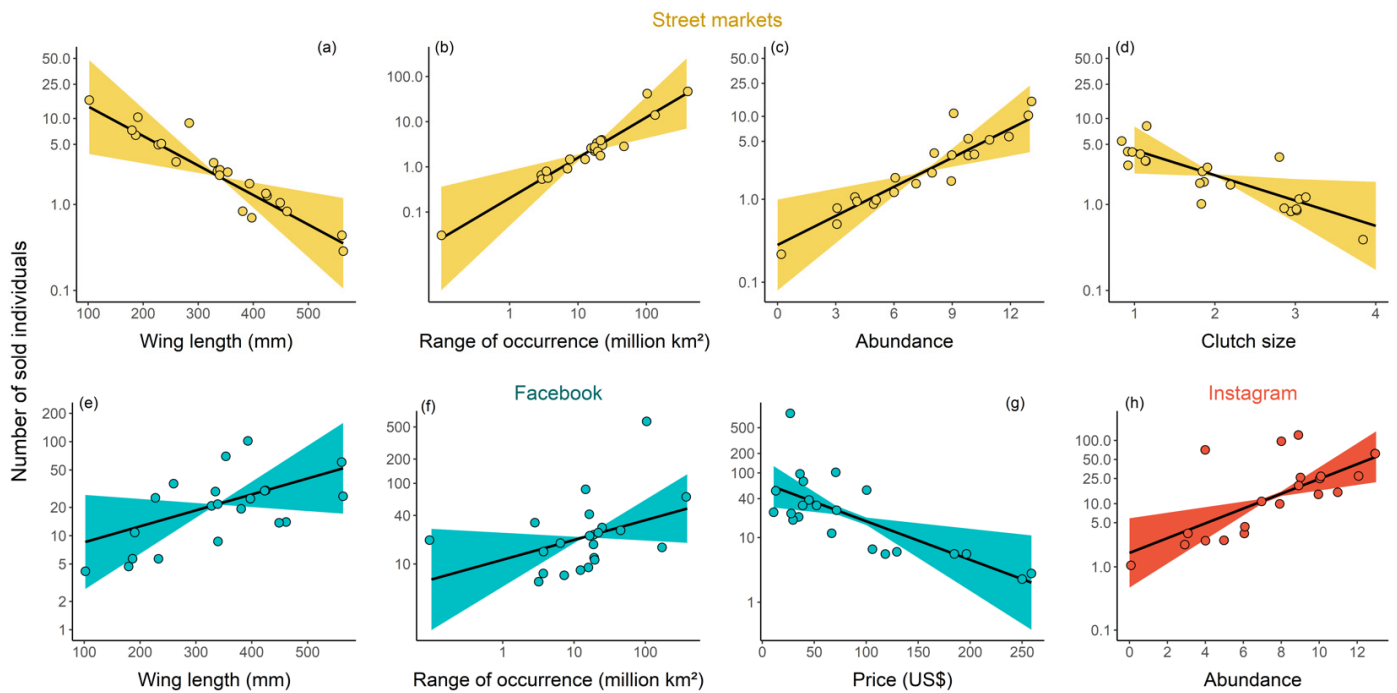 Street markets
(a)
50.0
25.0
10.0
5.0
1.0
0.1
100 200 300 400 500
Wing length (mm)
(b)
100.0
10.0
1.0
0.1
1 10 100
Range of occurrence (million km²)
(c)
50.0
25.0
10.0
5.0
1.0
0.1
0 3 6 9 12
Abundance
(d)
50.0
25.0
10.0
5.0
1.0
0.1
1 2 3 4
Clutch size
Number of sold individuals
Facebook
(e)
200
100
50
20
10
5
2
1
100 200 300 400 500
Wing length (mm)
(f)
500
200
100
40
10
1 10 100
Range of occurrence (million km²)
(g)
500
100
40
10
1
0 50 100 150 200 250
Price (US$)
Instagram
(h)
100.0
50.0
25.0
10.0
5.0
1.0
0.1
0 2 4 6 8 10 12
Abundance